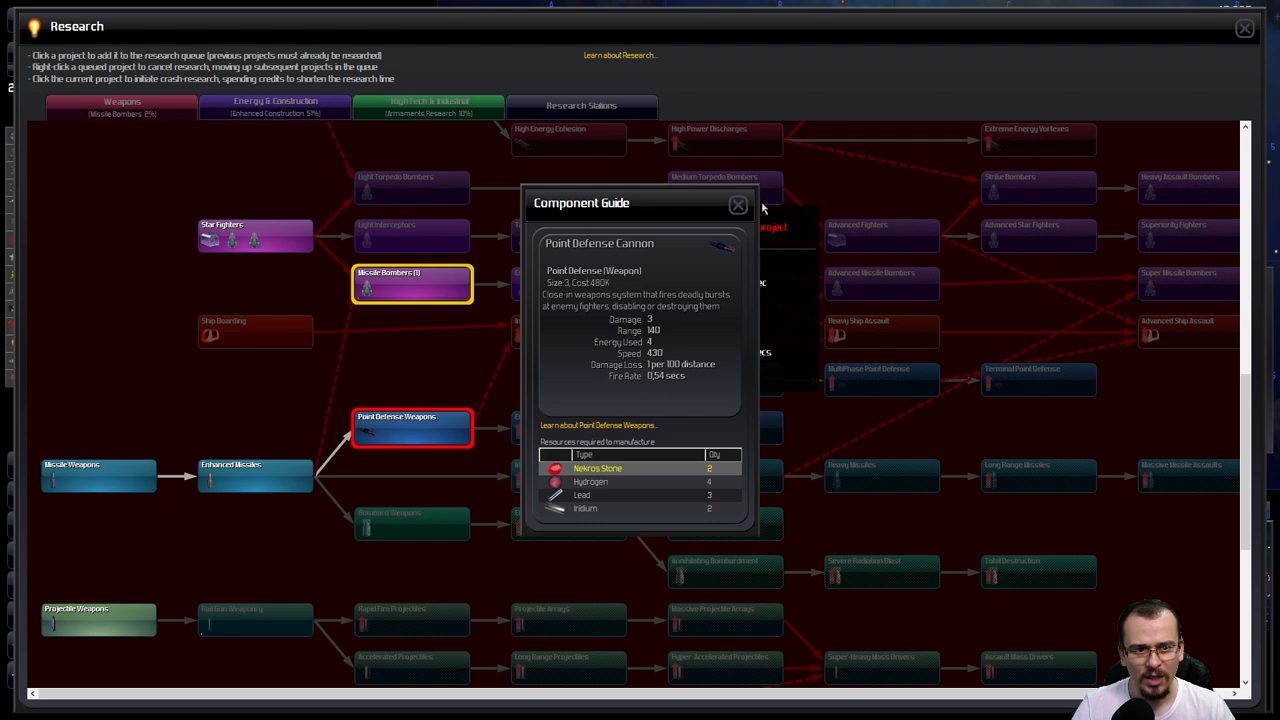 Research
- Click a project to add it to the research queue (previous projects must already be researched)
- Right-click a queued project to cancel research, moving up subsequent projects in the queue
- Click the current project to initiate crash-research, spending credits to shorten the research time
Learn about Research...
Weapons
(Missile Bombers 2%)
Energy & Construction
(Enhanced Construction 51%)
HighTech & Industrial
(Armaments Research 10%)
Research Stations
High Energy Cohesion
High Power Discharges
Extreme Energy Vortexes
Light Torpedo Bombers
Medium Torpedo Bombers
Strike Bombers
Heavy Assault Bombers
Star Fighters
Light Interceptors
Advanced Fighters
Advanced Star Fighters
Superiority Fighters
Missile Bombers (1)
Advanced Missile Bombers
Super Missile Bombers
Ship Boarding
Heavy Ship Assault
Advanced Ship Assault
MultiPhase Point Defense
Terminal Point Defense
Point Defense Weapons
Missile Weapons
Enhanced Missiles
Heavy Missiles
Long Range Missiles
Massive Missile Assaults
Bombard Weapons
Annihilating Bombardment
Severe Radiation Blast
Total Destruction
Projectile Weapons
Rail Gun Weaponry
Rapid Fire Projectiles
Projectile Arrays
Massive Projectile Arrays
Accelerated Projectiles
Long Range Projectiles
Hyper-Accelerated Projectiles
Super-Heavy Mass Drivers
Assault Mass Drivers
project
ec
ecs
Component Guide
Point Defense Cannon
Point Defense (Weapon)
Size 3, Cost:480K
Close-in weapons system that fires deadly bursts
at enemy fighters, disabling or destroying them
Damage 3
Range 140
Energy Used 4
Speed 430
Damage Loss 1 per 100 distance
Fire Rate 0,54 secs
Learn about Point Defense Weapons...
Resources required to manufacture
Type Qty
Nekros Stone 2
Hydrogen 4
Lead 3
Iridium 2